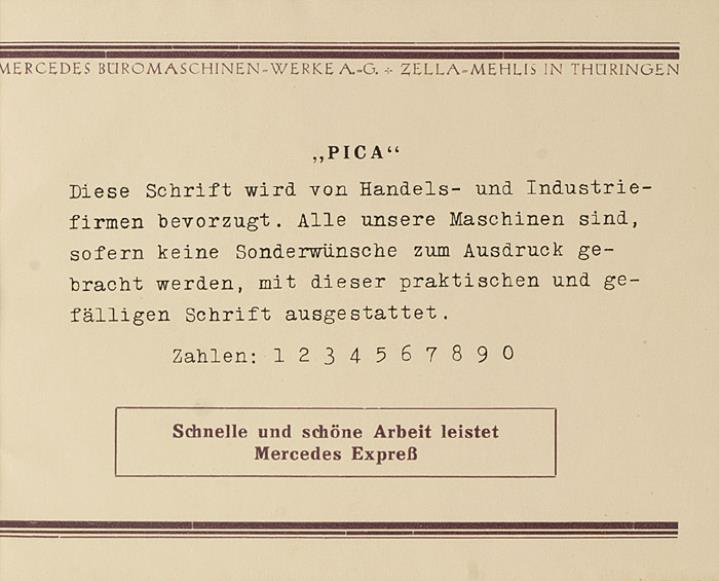 MERCEDES BÜROMASCHINEN-WERKE A.-G. ÷ ZELLA-MEHLIS IN THÜRINGEN
„PICA“
Diese Schrift wird von Handels- und Industrie-
firmen bevorzugt. Alle unsere Maschinen sind,
sofern keine Sonderwünsche zum Ausdruck ge-
bracht werden, mit dieser praktischen und ge-
fälligen Schrift ausgestattet.
Zahlen: 1 2 3 4 5 6 7 8 9 0
Schnelle und schöne Arbeit leistet
Mercedes Expreß